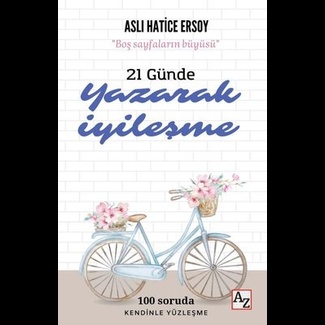 ASLI HATİCE ERSOY
"Boş sayfaların büyüsü"
21 Günde
yazarak
iyileşme
100 soruda
KENDİNLE YÜZLEŞME
AZ